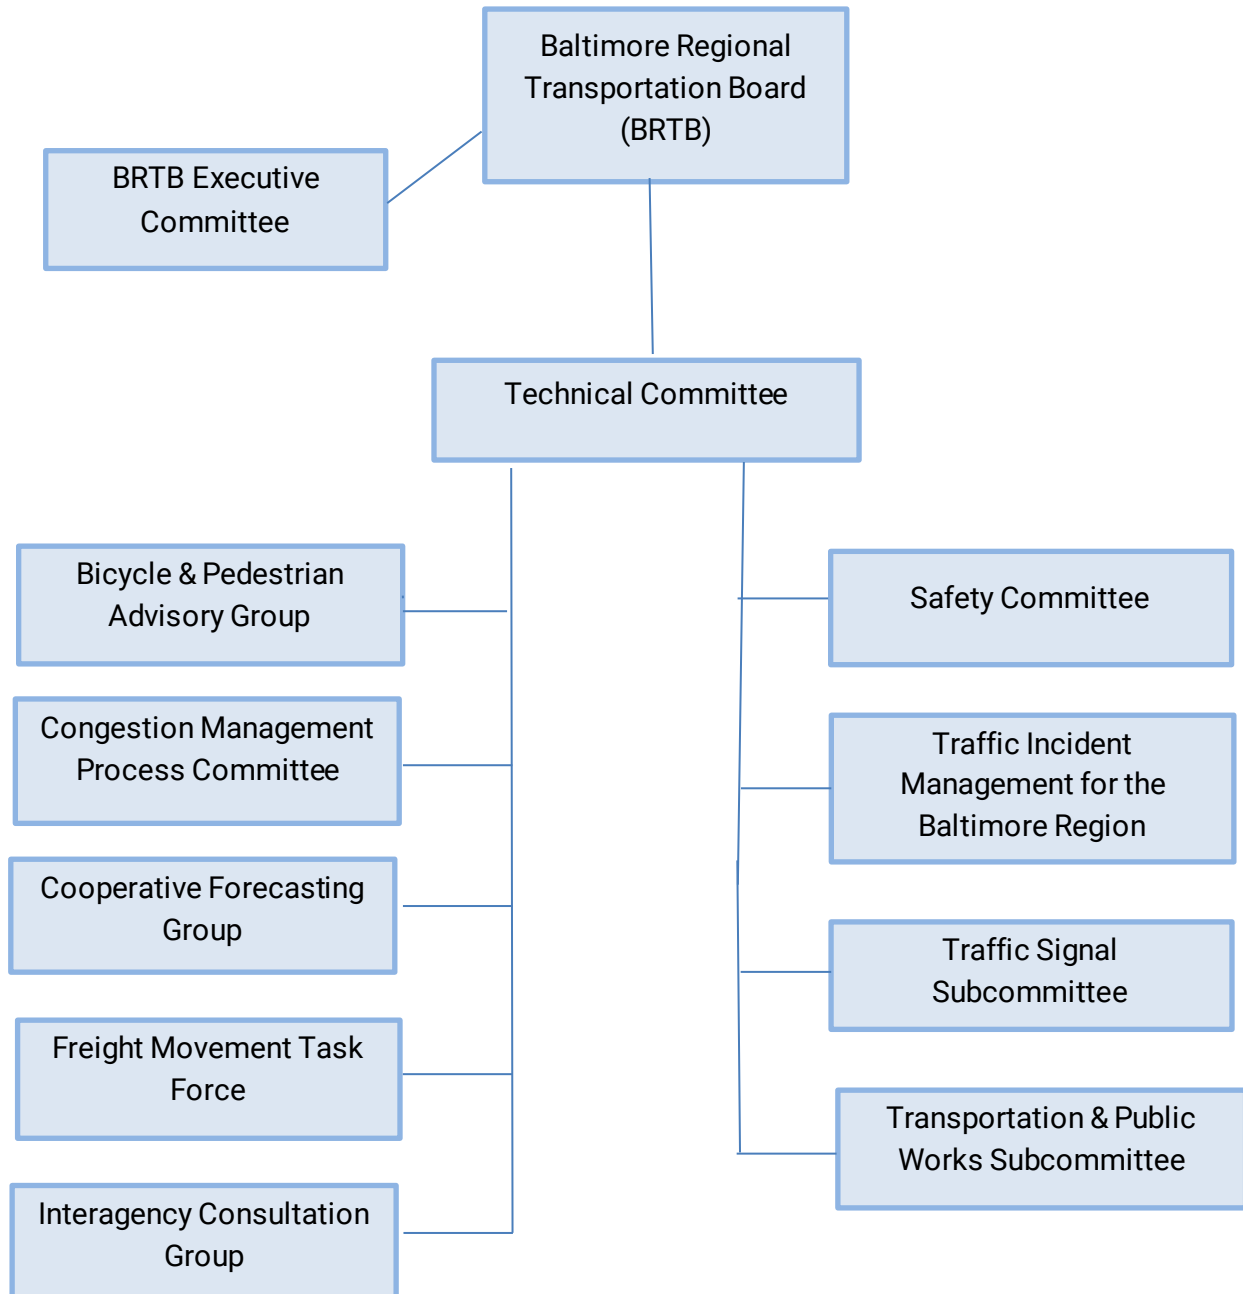 Baltimore Regional
Transportation Board
(BRTB)
BRTB Executive
Committee
Technical Committee
Bicycle & Pedestrian
Advisory Group
Congestion Management
Process Committee
Cooperative Forecasting
Group
Freight Movement Task
Force
Interagency Consultation
Group
Safety Committee
Traffic Incident
Management for the
Baltimore Region
Traffic Signal
Subcommittee
Transportation & Public
Works Subcommittee